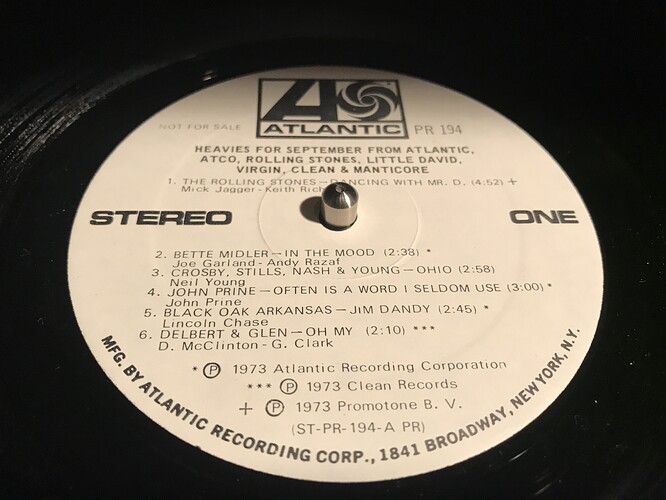 ATLANTIC
NOT FOR SALE
PR 194
HEAVIES FOR SEPTEMBER FROM ATLANTIC,
ATCO, ROLLING STONES, LITTLE DAVID,
VIRGIN, CLEAN & MANTICORE
1. THE ROLLING STONES—DANCING WITH MR. D. (4:52) +
Mick Jagger - Keith
STEREO
ONE
2. BETTE MIDLER—IN THE MOOD (2:38) *
Joe Garland - Andy Razaf
3. CROSBY, STILLS, NASH & YOUNG—OHIO (2:58)
Neil Young
4. JOHN PRINE—OFTEN IS A WORD I SELDOM USE (3:00) *
John Prine
5. BLACK OAK ARKANSAS—JIM DANDY (2:45) *
Lincoln Chase
6. DELBERT & GLEN—OH MY (2:10) ***
D. McClinton - G. Clark
* Ⓟ 1973 Atlantic Recording Corporation
*** Ⓟ 1973 Clean Records
+ Ⓟ 1973 Promotone B. V.
(ST-PR-194-A PR)
MFG. BY ATLANTIC RECORDING CORP., 1841 BROADWAY, NEW YORK, N.Y.